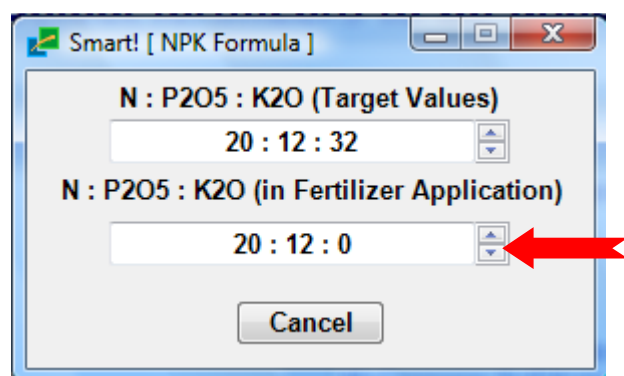 Smart! [ NPK Formula ]
N : P2O5 : K2O (Target Values)
20 : 12 : 32
N : P2O5 : K2O (in Fertilizer Application)
20 : 12 : 0
Cancel